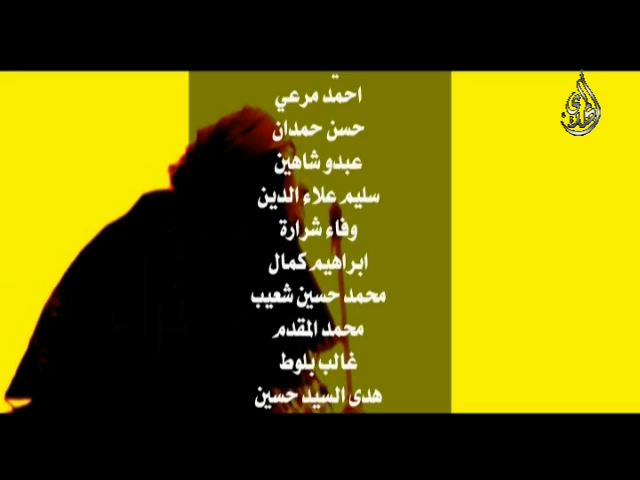 احمد مرعي
حسن حمدان
عبدو شاهين
سليم علاء الدين
وفاء شرارة
ابراهيم كمال
محمد حسين شعيب
محمد المقدم
غالب بلوط
هدى السيد حسين